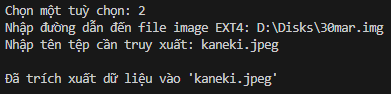 Chọn một tuỳ chọn: 2
Nhập đường dẫn đến file image EXT4: D:\Disks\30mar.img
Nhập tên tệp cần truy xuất: kaneki.jpeg
Đã trích xuất dữ liệu vào 'kaneki.jpeg'